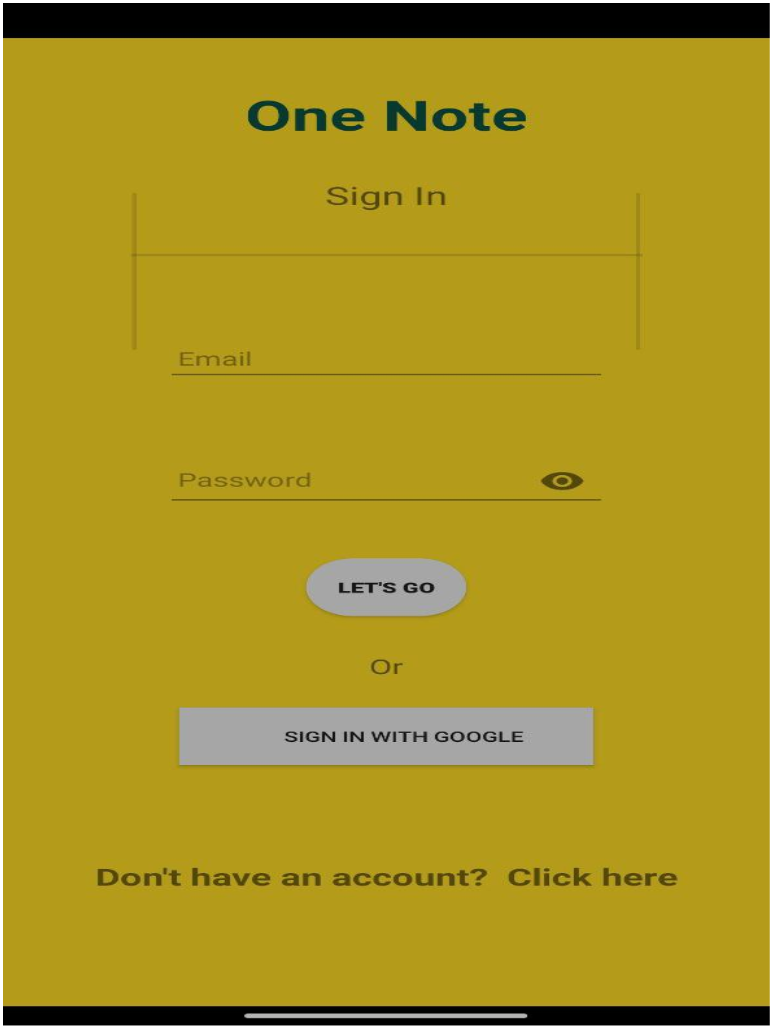 One Note
Sign In
Email
Password
LET'S GO
Or
SIGN IN WITH GOOGLE
Don't have an account? Click here